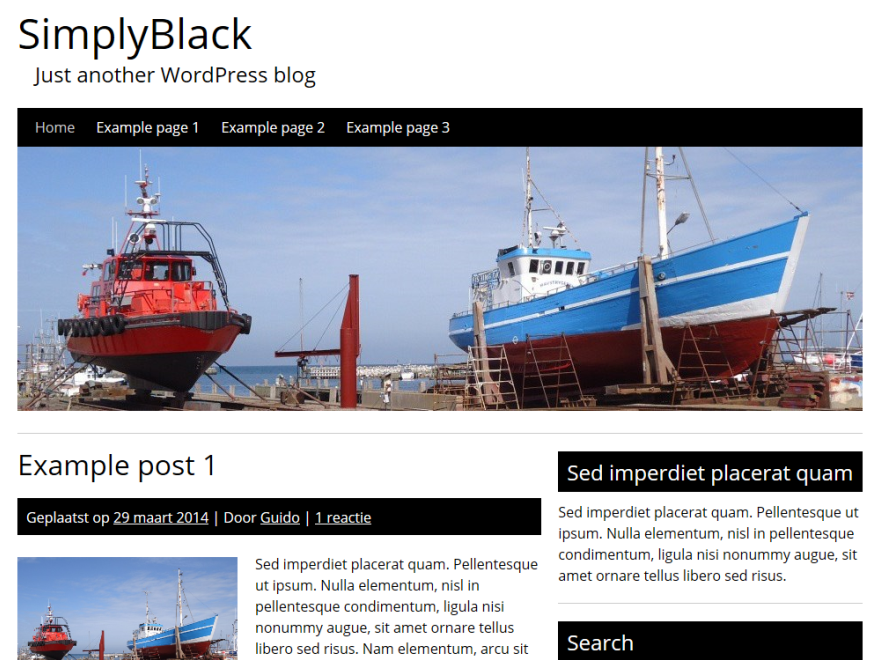 SimplyBlack
Just another WordPress blog
Home Example page 1 Example page 2 Example page 3
Example post 1
Geplaatst op 29 maart 2014 | Door Guido | 1 reactie
Sed imperdiet placerat quam. Pellentesque
ut ipsum. Nulla elementum, nisl in
pellentesque condimentum, ligula nisi
nonummy augue, sit amet ornare tellus
libero sed risus. Nam elementum, arcu sit
Sed imperdiet placerat quam
Sed imperdiet placerat quam. Pellentesque ut
ipsum. Nulla elementum, nisl in pellentesque
condimentum, ligula nisi nonummy augue, sit
amet ornare tellus libero sed risus.
Search